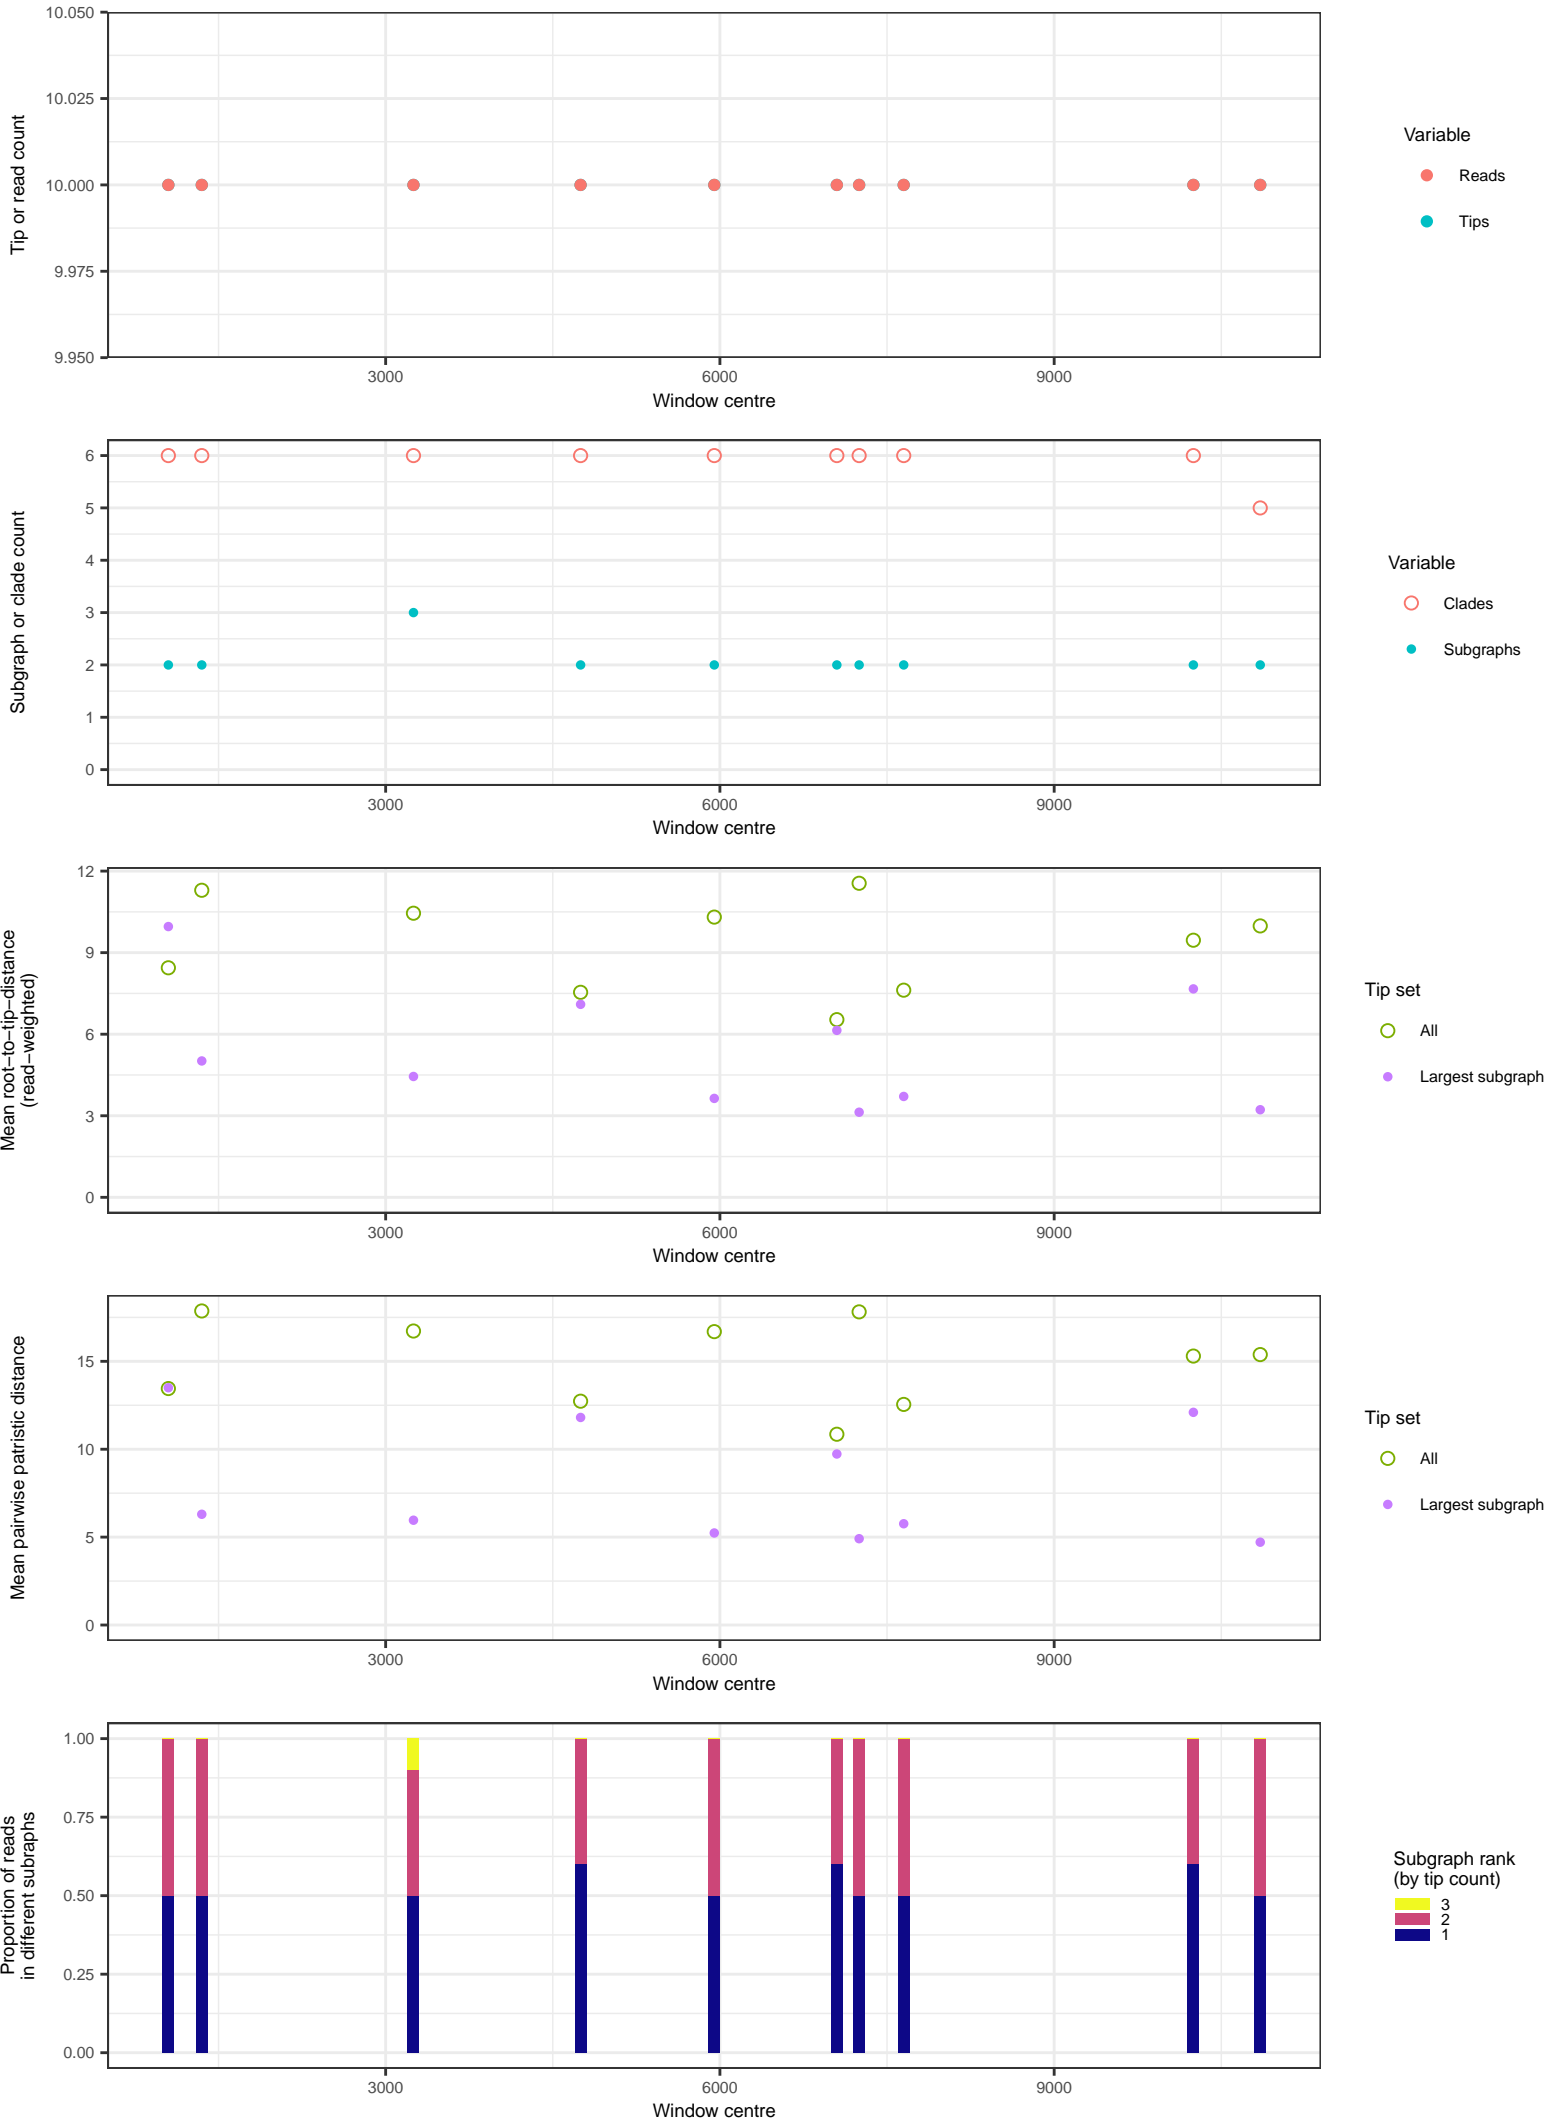 10.050
10.025
10.000
9.975
9.950
Tip or read count
3000 6000 9000
Window centre
Variable
Reads
Tips
6
5
4
3
2
1
0
Subgraph or clade count
3000 6000 9000
Window centre
Variable
Clades
Subgraphs
12
9
6
3
0
Mean root−to−tip−distance
(read−weighted)
3000 6000 9000
Window centre
Tip set
All
Largest subgraph
15
10
5
0
Mean pairwise patristic distance
3000 6000 9000
Window centre
Tip set
All
Largest subgraph
1.00
0.75
0.50
0.25
0.00
Proportion of reads
in different subraphs
3000 6000 9000
Window centre
Subgraph rank
(by tip count)
3
2
1